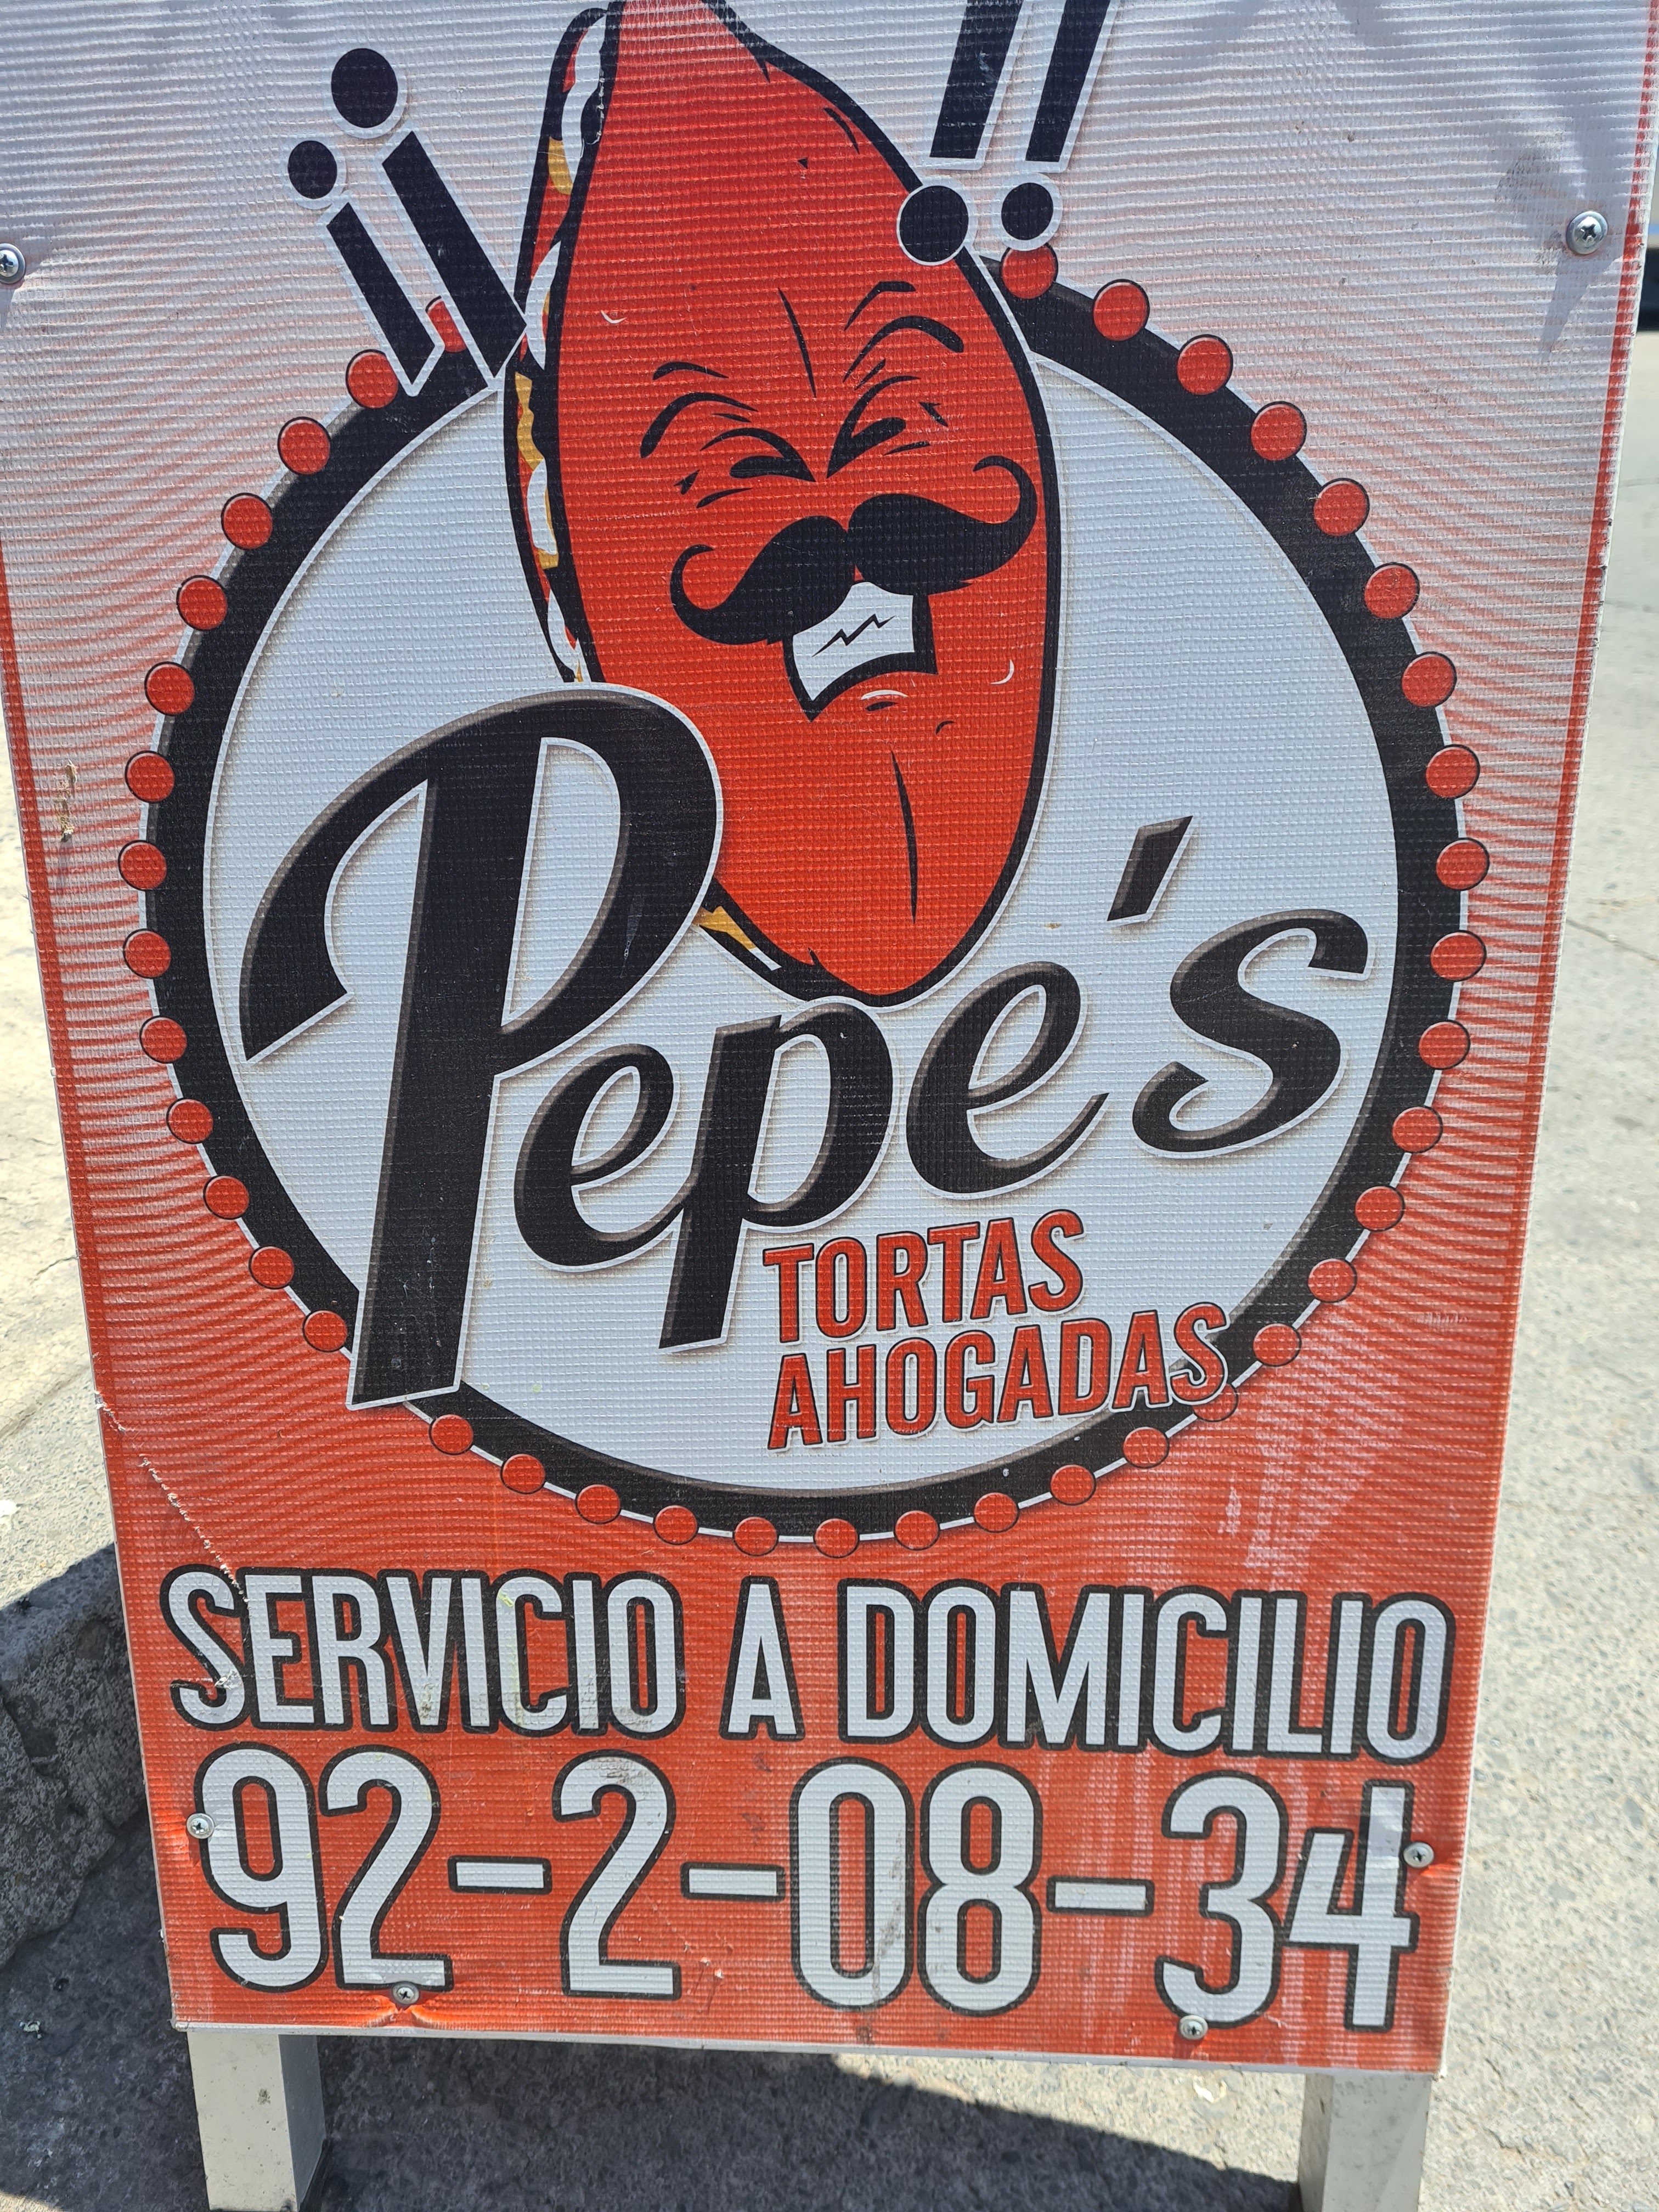 ¡¡ !!
Pepe's
TORTAS
AHOGADAS
SERVICIO A DOMICILIO
92-2-08-34